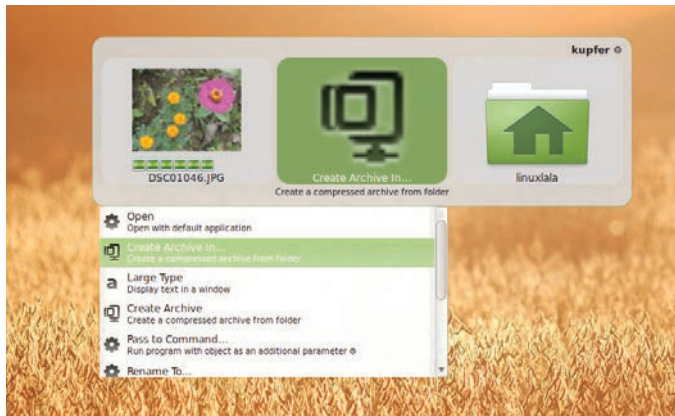 kupfer
DSC01046.JPG
Create Archive In...
linuxlala
Create a compressed archive from folder
Open
Open with default application
Create Archive In...
Create a compressed archive from folder
a Large Type
Display text in a window
Create Archive
Create a compressed archive from folder
Pass to Command...
Run program with object as an additional parameter
Rename To...